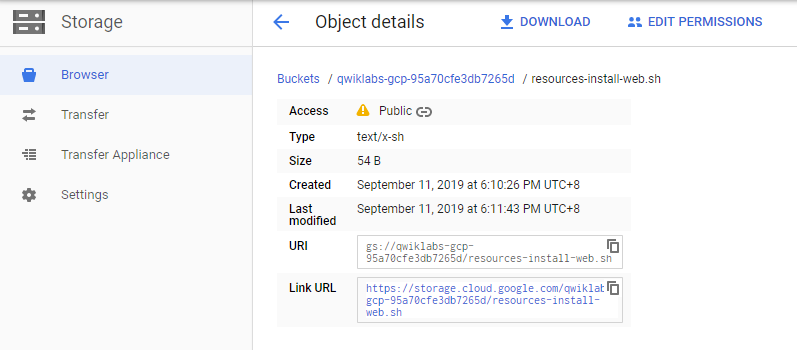 Storage
Object details
DOWNLOAD
EDIT PERMISSIONS
Browser
Transfer
Transfer Appliance
Settings
Buckets / qwiklabs-gcp-95a70cfe3db7265d / resources-install-web.sh
Access Public
Type text/x-sh
Size 54 B
Created September 11, 2019 at 6:10:26 PM UTC+8
Last
modified September 11, 2019 at 6:11:43 PM UTC+8
URI gs://qwiklabs-gcp-
95a70cfe3db7265d/resources-install-web.sh
Link URL https://storage.cloud.google.com/qwiklab
gcp-95a70cfe3db7265d/resources-install-
web.sh